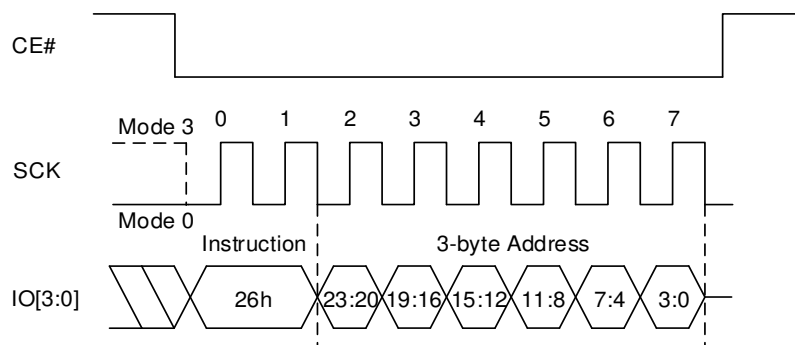 CE#
Mode 3
0 1 2 3 4 5 6 7
SCK
Mode 0
Instruction 3-byte Address
IO[3:0] 26h 23:20 19:16 15:12 11:8 7:4 3:0